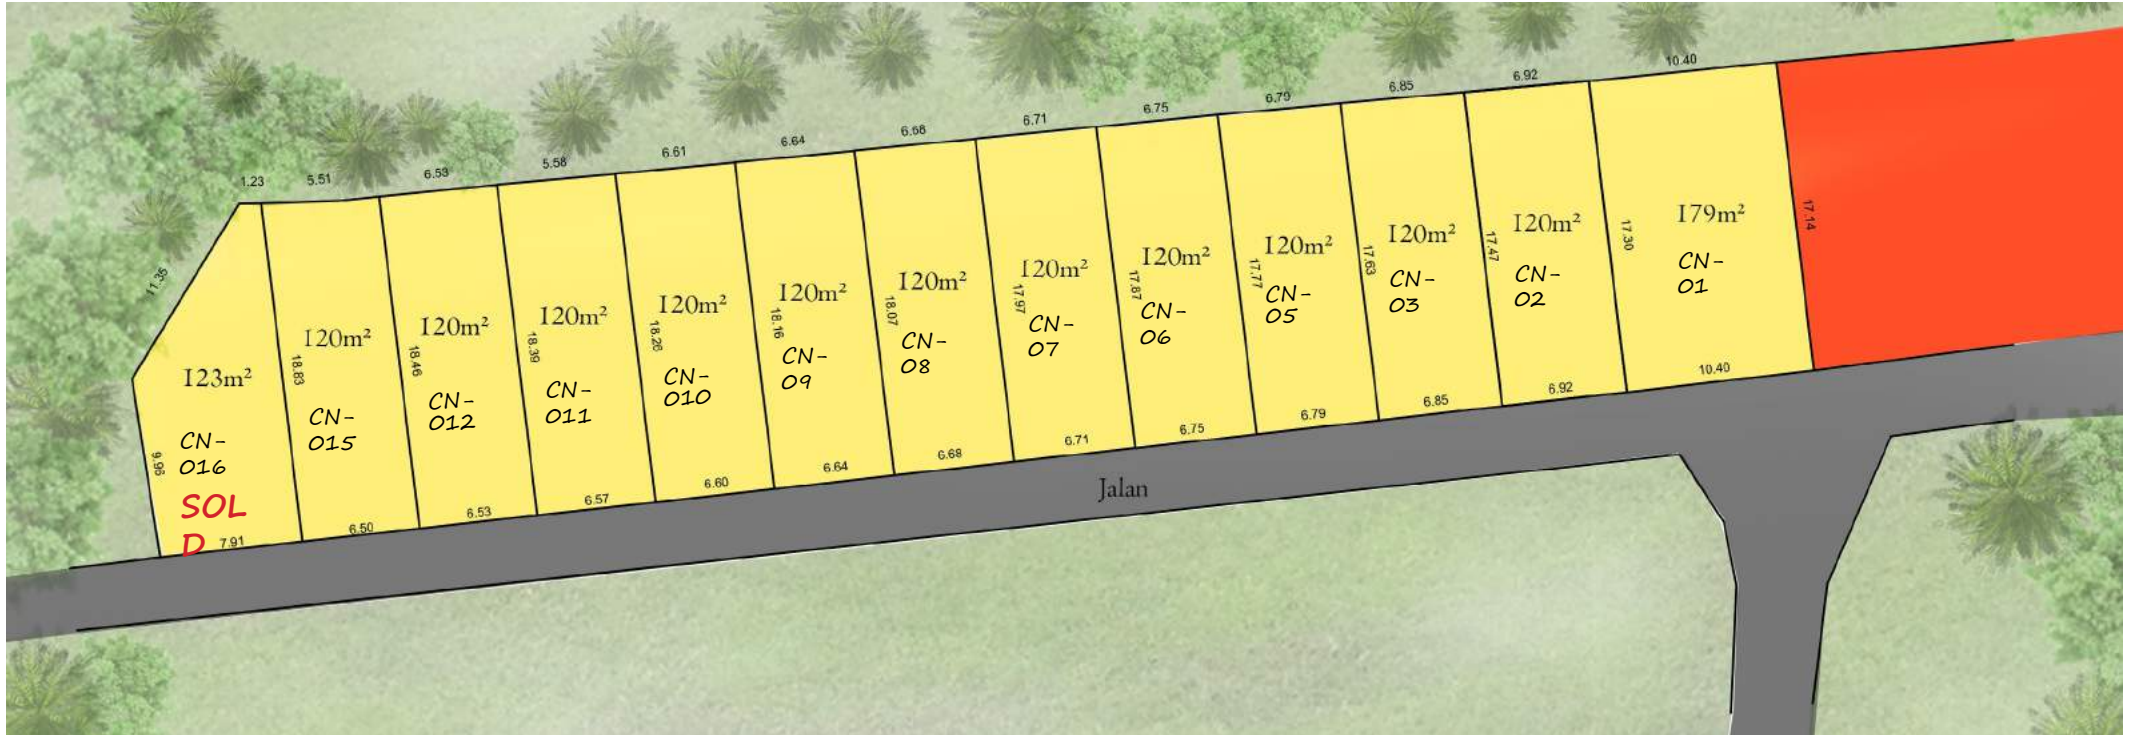 10.40
6.92
6.85
6.79
6.75
6.71
6.68
6.64
6.61
5.58
6.53
5.51
1.23
11.35
9.96
123m²
CN-
016
SOL
D
7.91
120m²
18.83
CN-
015
6.50
120m²
18.46
CN-
012
6.53
120m²
18.39
CN-
011
6.57
120m²
18.26
CN-
010
6.60
120m²
18.16
CN-
09
6.64
120m²
18.07
CN-
08
6.68
120m²
17.97
CN-
07
6.71
120m²
17.87
CN-
06
6.75
120m²
17.77
CN-
05
6.79
120m²
17.63
CN-
03
6.85
120m²
17.47
CN-
02
6.92
179m²
17.30
CN-
01
10.40
17.14
Jalan